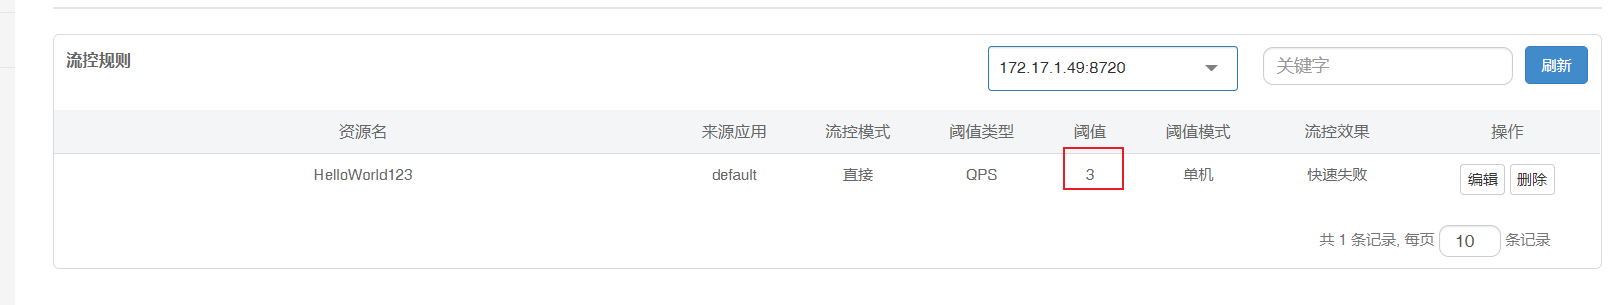 流控规则 172.17.1.49:8720 关键字 刷新
资源名 来源应用 流控模式 阈值类型 阈值 阈值模式 流控效果 操作
HelloWorld123 default 直接 QPS 3 单机 快速失败 编辑 删除
共 1 条记录, 每页 10 条记录